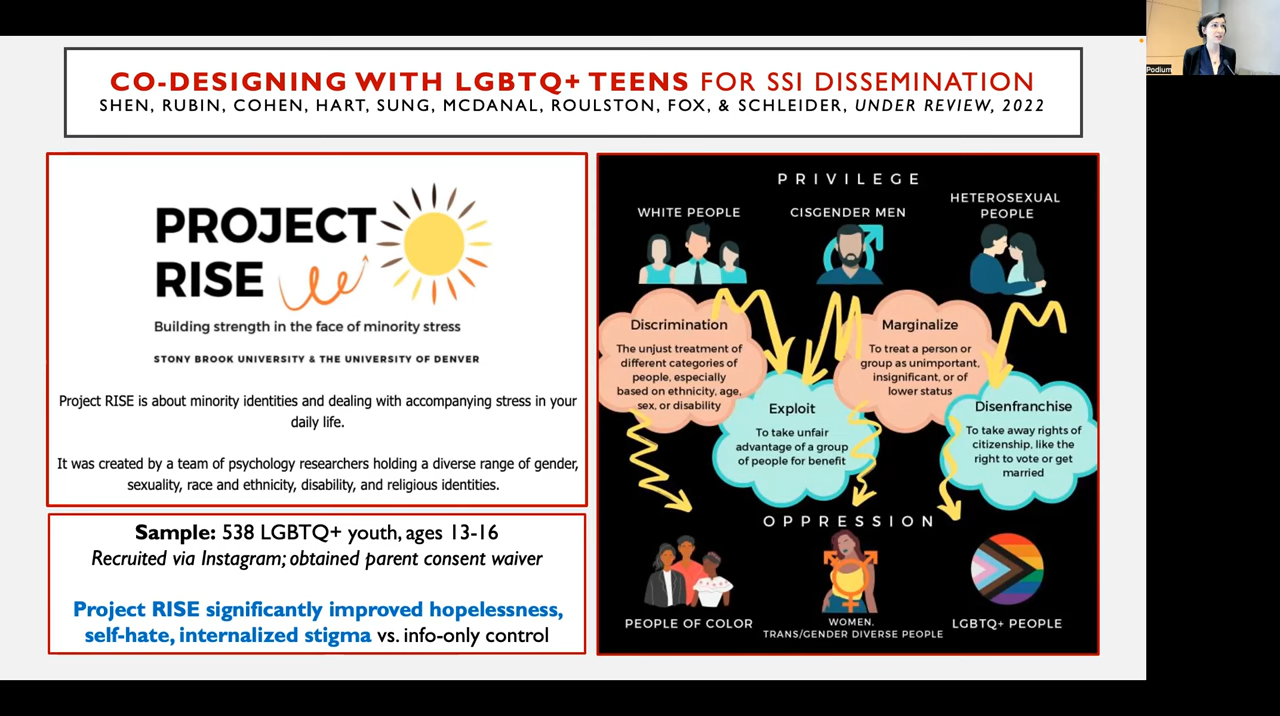 CO-DESIGNING WITH LGBTQ+ TEENS FOR SSI DISSEMINATION
SHEN, RUBIN, COHEN, HART, SUNG, MCDANAL, ROULSTON, FOX, & SCHLEIDER, UNDER REVIEW, 2022
PROJECT
RISE
Building strength in the face of minority stress
STONY BROOK UNIVERSITY & THE UNIVERSITY OF DENVER
Project RISE is about minority identities and dealing with accompanying stress in your
daily life.
It was created by a team of psychology researchers holding a diverse range of gender,
sexuality, race and ethnicity, disability, and religious identities.
Sample: 538 LGBTQ+ youth, ages 13-16
Recruited via Instagram; obtained parent consent waiver
Project RISE significantly improved hopelessness,
self-hate, internalized stigma vs. info-only control
PRIVILEGE
WHITE PEOPLE
CISGENDER MEN
HETEROSEXUAL
PEOPLE
Discrimination
The unjust treatment of
different categories of
people, especially
based on ethnicity, age,
sex, or disability
Exploit
To take unfair
advantage of a group
of people for benefit
Marginalize
To treat a person or
group as unimportant,
insignificant, or of
lower status
Disenfranchise
To take away rights of
citizenship, like the
right to vote or get
married
OPPRESSION
PEOPLE OF COLOR
WOMEN,
TRANS/GENDER DIVERSE PEOPLE
LGBTQ+ PEOPLE
Podium